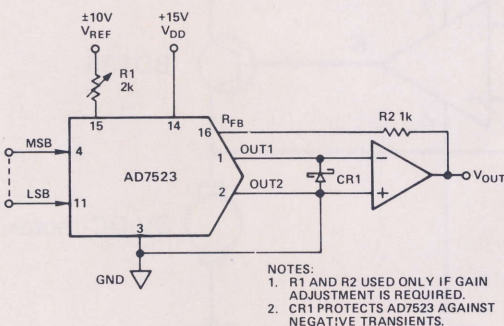 ±10V
VREF
+15V
VDD
R1
2k
15
14
16
RFB
R2 1k
MSB
4
1
OUT1
AD7523
CR1
VOUT
2
OUT2
LSB
11
3
GND
NOTES:
1. R1 AND R2 USED ONLY IF GAIN
ADJUSTMENT IS REQUIRED.
2. CR1 PROTECTS AD7523 AGAINST
NEGATIVE TRANSIENTS.